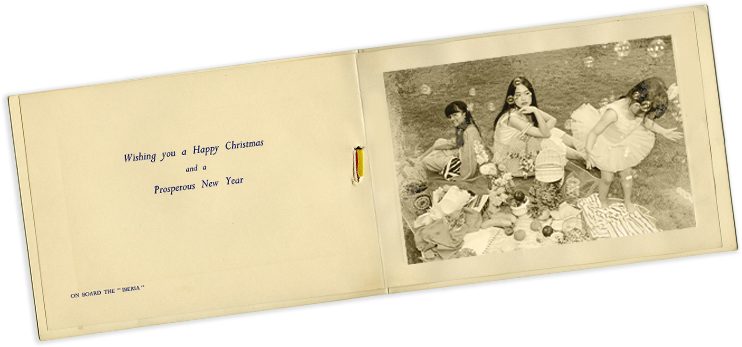 Wishing you a Happy Christmas
and a
Prosperous New Year
ON BOARD THE "IBERIA"